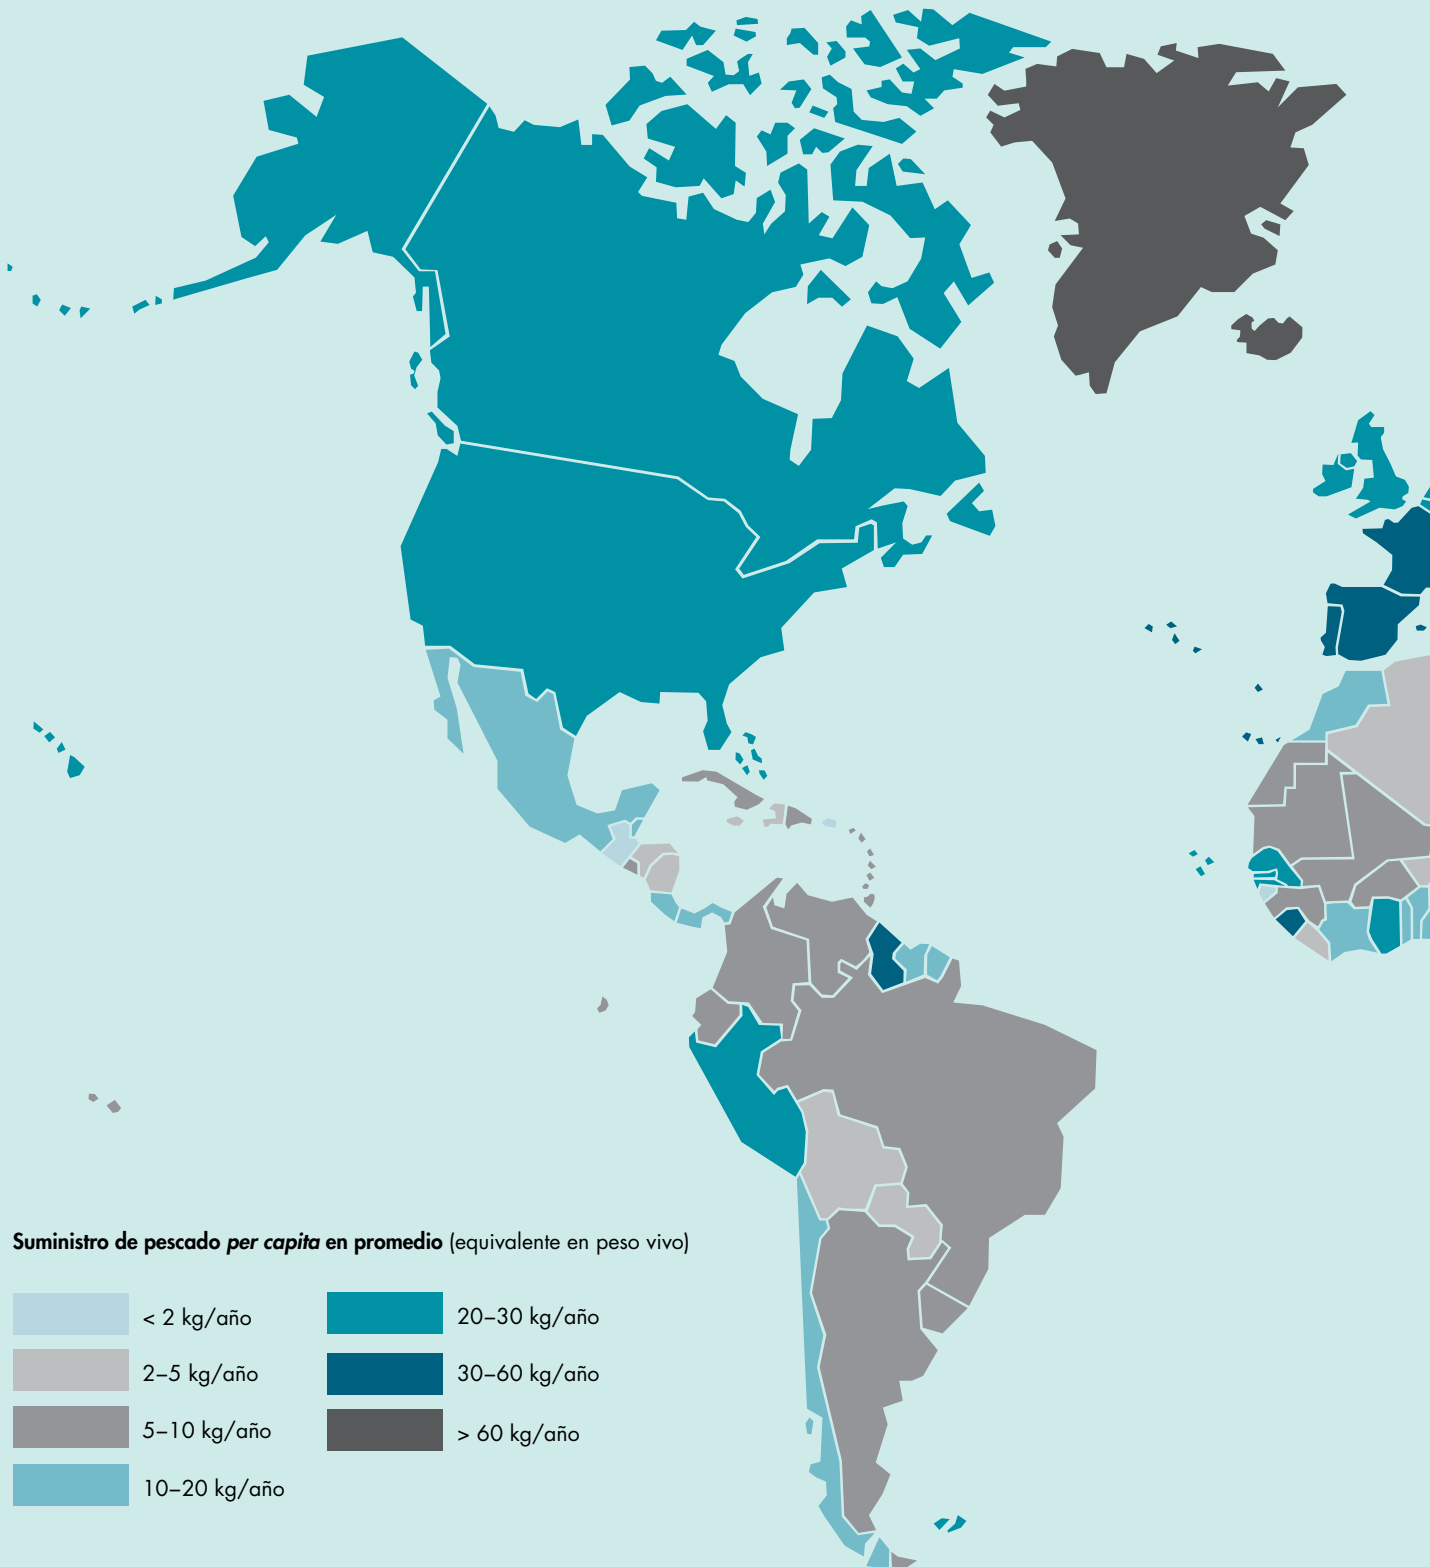 Suministro de pescado per capita en promedio (equivalente en peso vivo)
< 2 kg/año
2–5 kg/año
5–10 kg/año
10–20 kg/año
20–30 kg/año
30–60 kg/año
> 60 kg/año